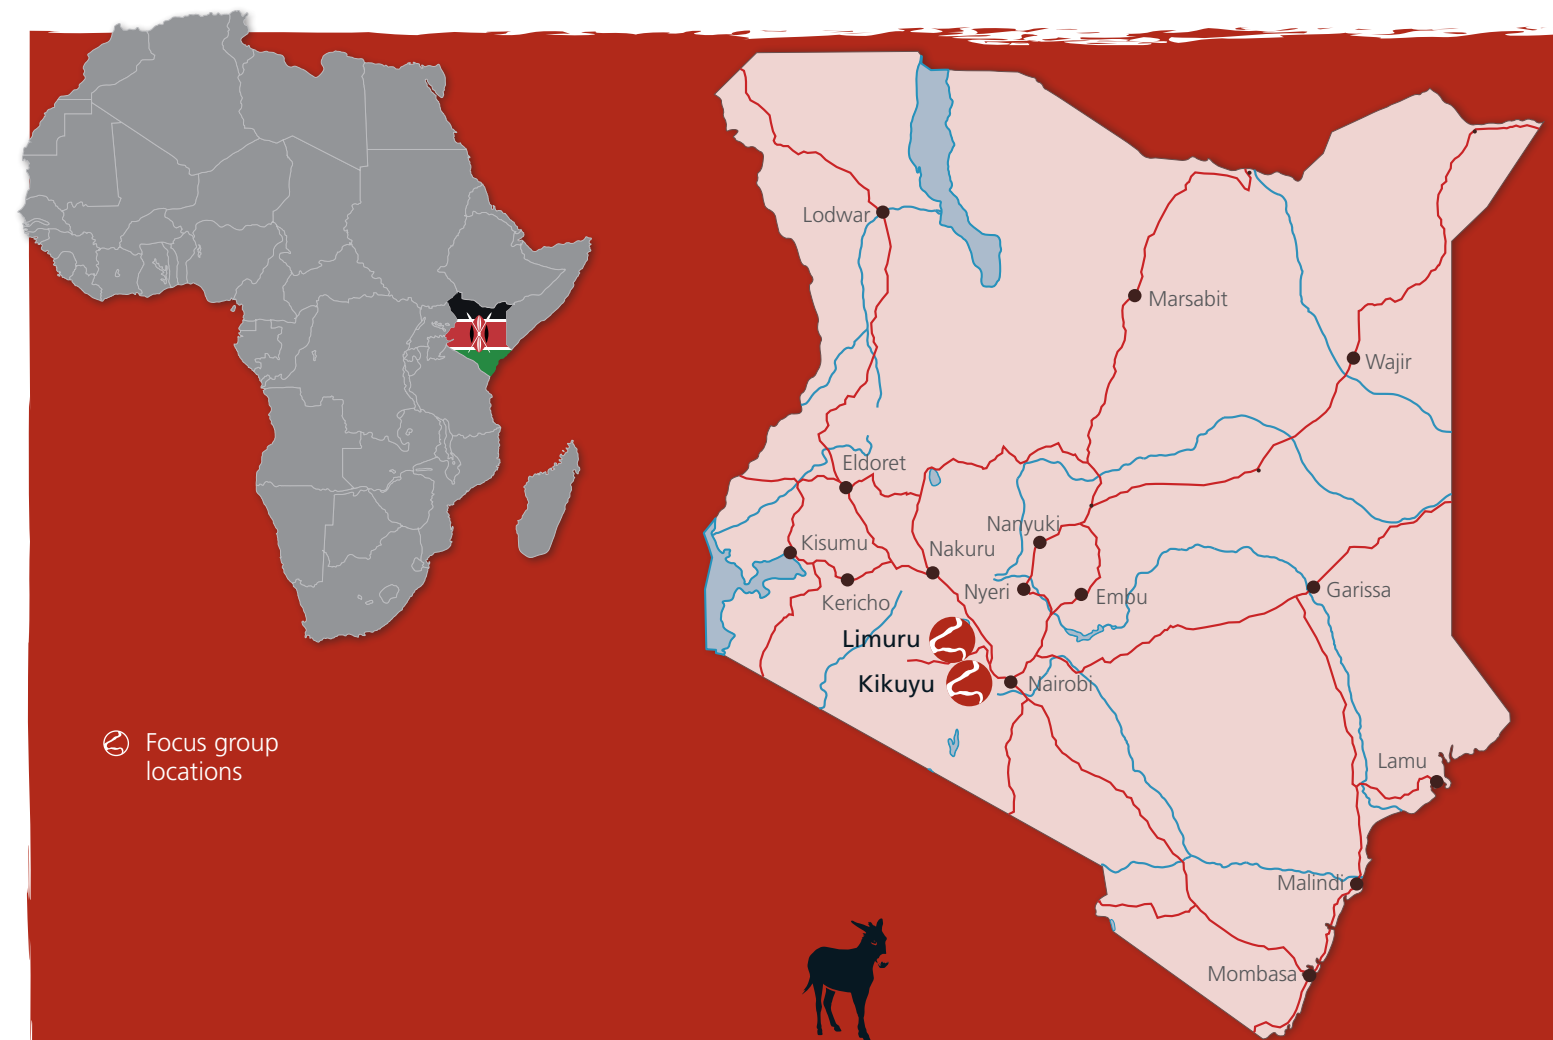 Lodwar
Marsabit
Wajir
Eldoret
Nanyuki
Kisumu
Nakuru
Kericho
Nyeri
Embu
Garissa
Limuru
Kikuyu
Nairobi
Focus group
locations
Lamu
Malindi
Mombasa